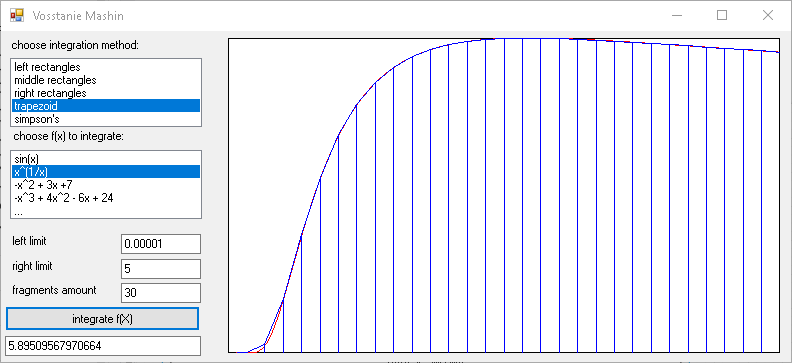 Vosstanie Mashin
choose integration method:
left rectangles
middle rectangles
right rectangles
trapezoid
simpson's
choose f(x) to integrate:
sin(x)
x^(1/x)
-x^2 + 3x +7
-x^3 + 4x^2 - 6x + 24
...
left limit 0.00001
right limit 5
fragments amount 30
integrate f(X)
5.89509567970664